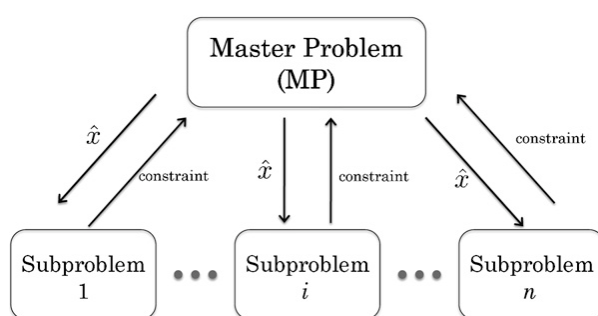 Master Problem
(MP)
x̂
constraint
x̂
constraint
x̂
constraint
Subproblem
1
Subproblem
i
Subproblem
n